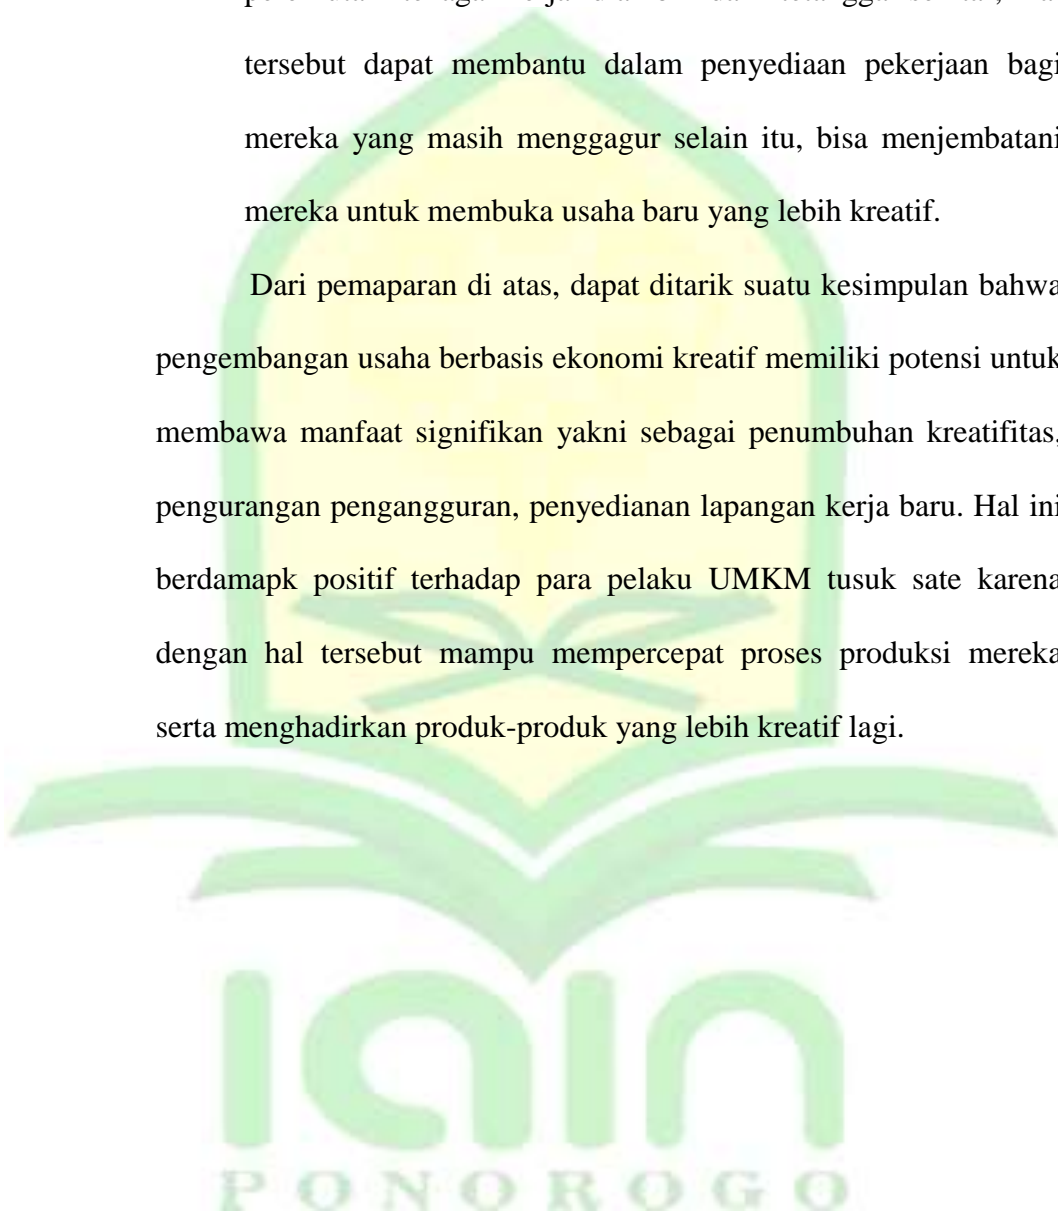 tersebut dapat membantu dalam penyediaan pekerjaan bagi
mereka yang masih menggagur selain itu, bisa menjembatani
mereka untuk membuka usaha baru yang lebih kreatif.
Dari pemaparan di atas, dapat ditarik suatu kesimpulan bahwa
pengembangan usaha berbasis ekonomi kreatif memiliki potensi untuk
membawa manfaat signifikan yakni sebagai penumbuhan kreatifitas,
pengurangan pengangguran, penyedianan lapangan kerja baru. Hal ini
berdamapk positif terhadap para pelaku UMKM tusuk sate karena
dengan hal tersebut mampu mempercepat proses produksi mereka
serta menghadirkan produk-produk yang lebih kreatif lagi.
iain
PONOROGO